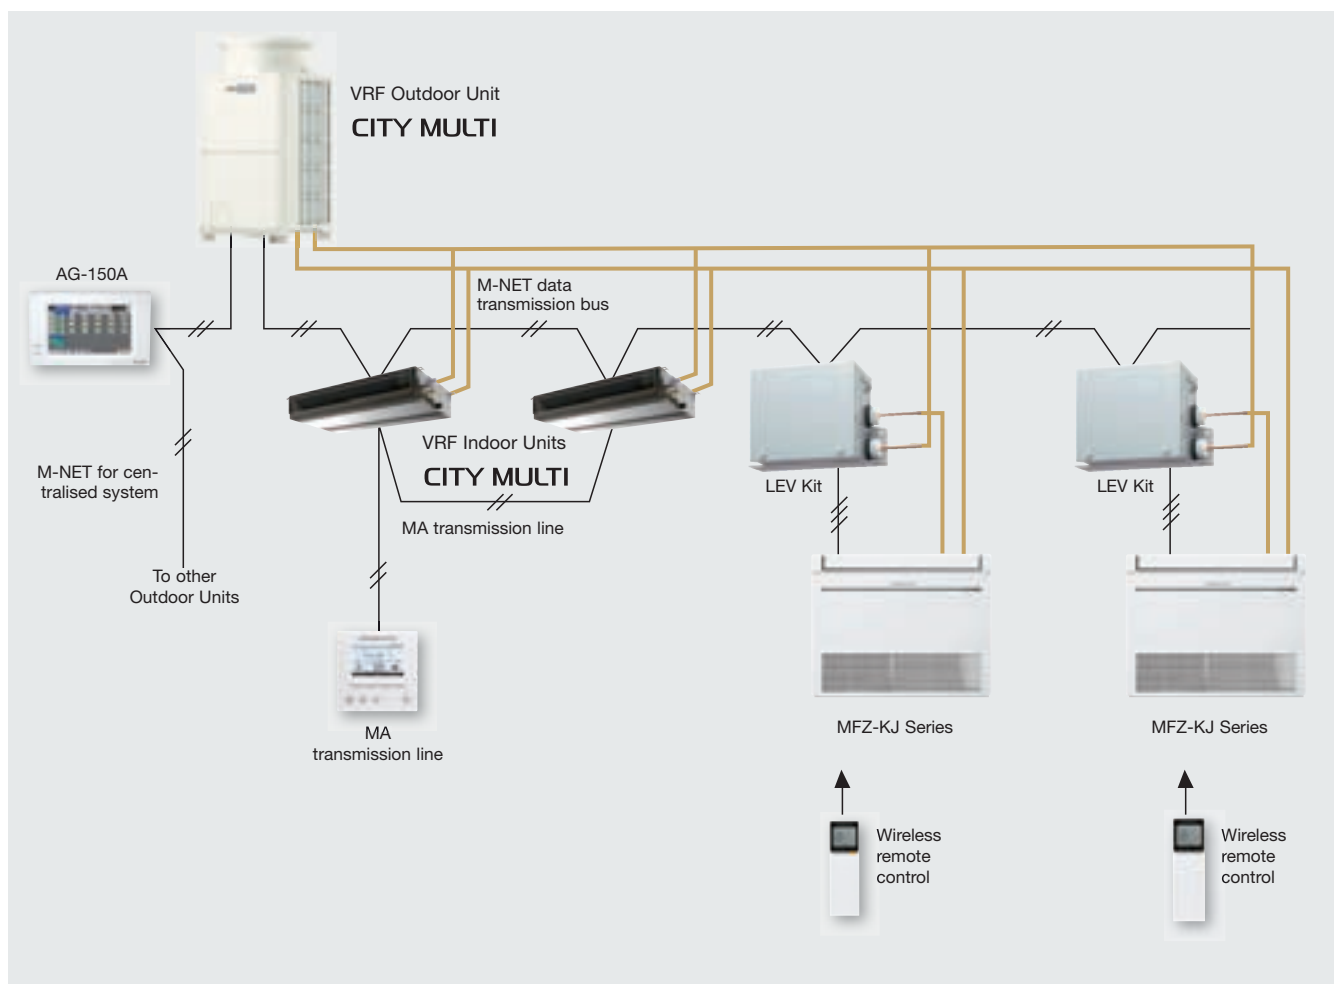 VRF Outdoor Unit
CITY MULTI
AG-150A
M-NET data
transmission bus
VRF Indoor Units
CITY MULTI
M-NET for cen-
tralised system
LEV Kit
LEV Kit
MA transmission line
To other
Outdoor Units
MA
transmission line
MFZ-KJ Series
MFZ-KJ Series
Wireless
remote
control
Wireless
remote
control